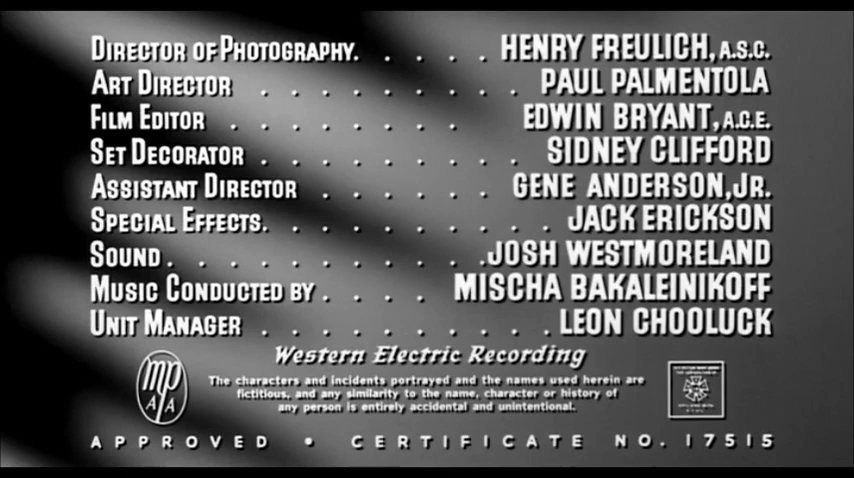 DIRECTOR OF PHOTOGRAPHY. . . . . HENRY FREULICH, A.S.C.
ART DIRECTOR . . . . . . . . . PAUL PALMENTOLA
FILM EDITOR . . . . . . . . EDWIN BRYANT, A.C.E.
SET DECORATOR . . . . . . . . . SIDNEY CLIFFORD
ASSISTANT DIRECTOR . . . . . . GENE ANDERSON, JR.
SPECIAL EFFECTS. . . . . . . . . . JACK ERICKSON
SOUND . . . . . . . . . . . JOSH WESTMORELAND
MUSIC CONDUCTED BY . . . . MISCHA BAKALEINIKOFF
UNIT MANAGER . . . . . . . . . . LEON CHOOLUCK
Western Electric Recording
mp
AA
The characters and incidents portrayed and the names used herein are
fictitious, and any similarity to the name, character or history of
any person is entirely accidental and unintentional.
APPROVED • CERTIFICATE NO. 17515